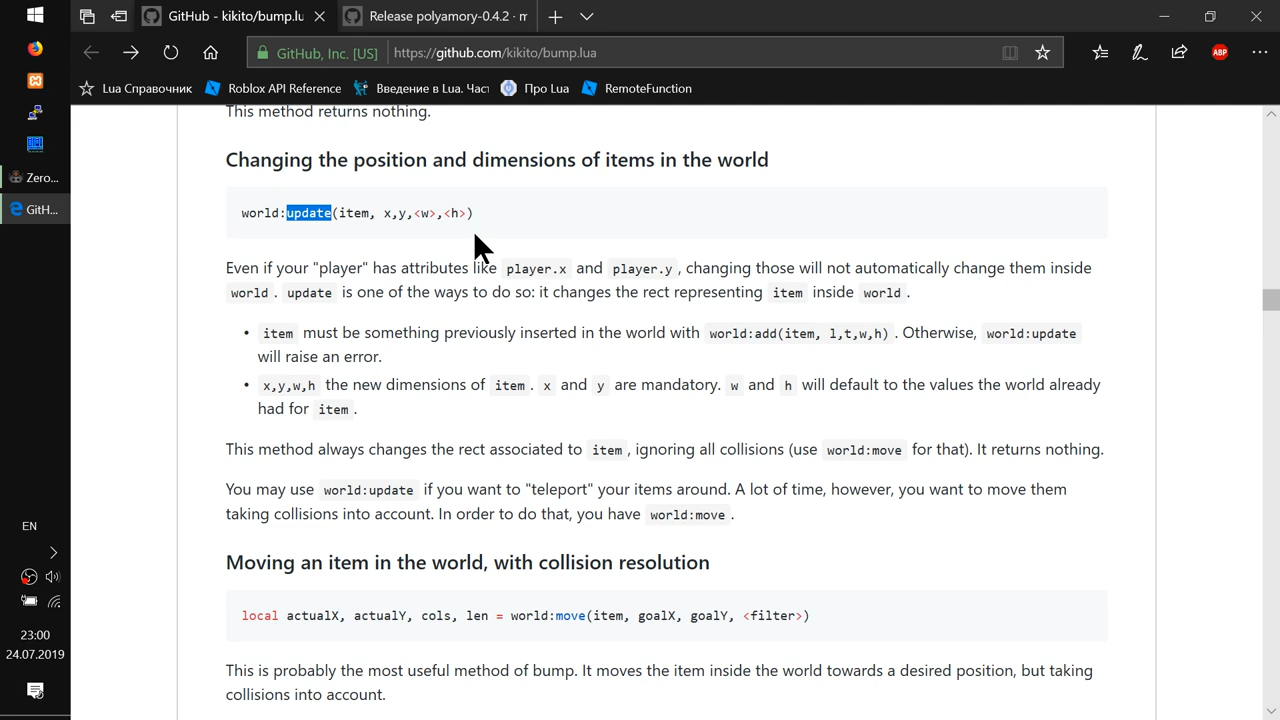 GitHub - kikito/bump.lu
Release polyamory-0.4.2 · m
GitHub, Inc. [US]
https://github.com/kikito/bump.lua
ABP
Lua Справочник
Roblox API Reference
Введение в Lua. Час
Про Lua
RemoteFunction
Zero...
GitH...
This method returns nothing.
Changing the position and dimensions of items in the world
world:update(item, x,y,<w>,<h>)
Even if your "player" has attributes like player.x and player.y, changing those will not automatically change them inside
world. update is one of the ways to do so: it changes the rect representing item inside world.
• item must be something previously inserted in the world with world:add(item, l,t,w,h). Otherwise, world:update
will raise an error.
• x,y,w,h the new dimensions of item. x and y are mandatory. w and h will default to the values the world already
had for item.
This method always changes the rect associated to item, ignoring all collisions (use world:move for that). It returns nothing.
You may use world:update if you want to "teleport" your items around. A lot of time, however, you want to move them
taking collisions into account. In order to do that, you have world:move.
Moving an item in the world, with collision resolution
local actualX, actualY, cols, len = world:move(item, goalX, goalY, <filter>)
This is probably the most useful method of bump. It moves the item inside the world towards a desired position, but taking
collisions into account.
EN
23:00
24.07.2019